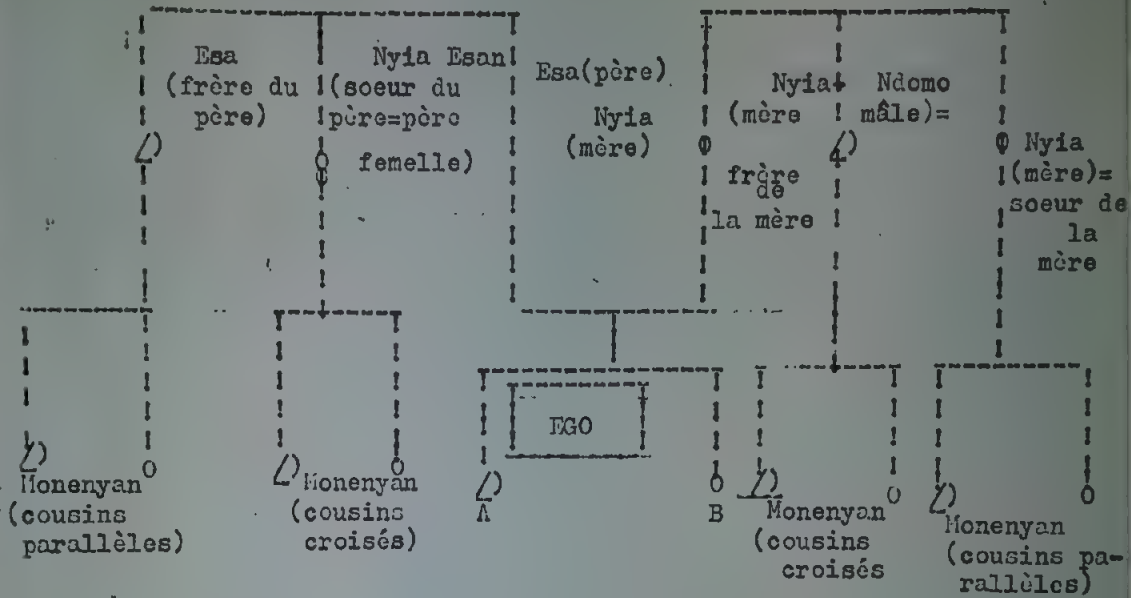 Esa
(frère du
père)
Nyia Esan
(soeur du
père=père
femelle)
Esa(père)
Nyia
(mère)
Nyia Ndomo
(mère mâle)=
frère
de
la mère
Nyia
(mère)=
soeur de
la
mère
EGO
Monenyan
(cousins
parallèles)
Monenyan
(cousins
croisés)
A
B
Monenyan
(cousins
croisés
Monenyan
(cousins pa-
rallèles)